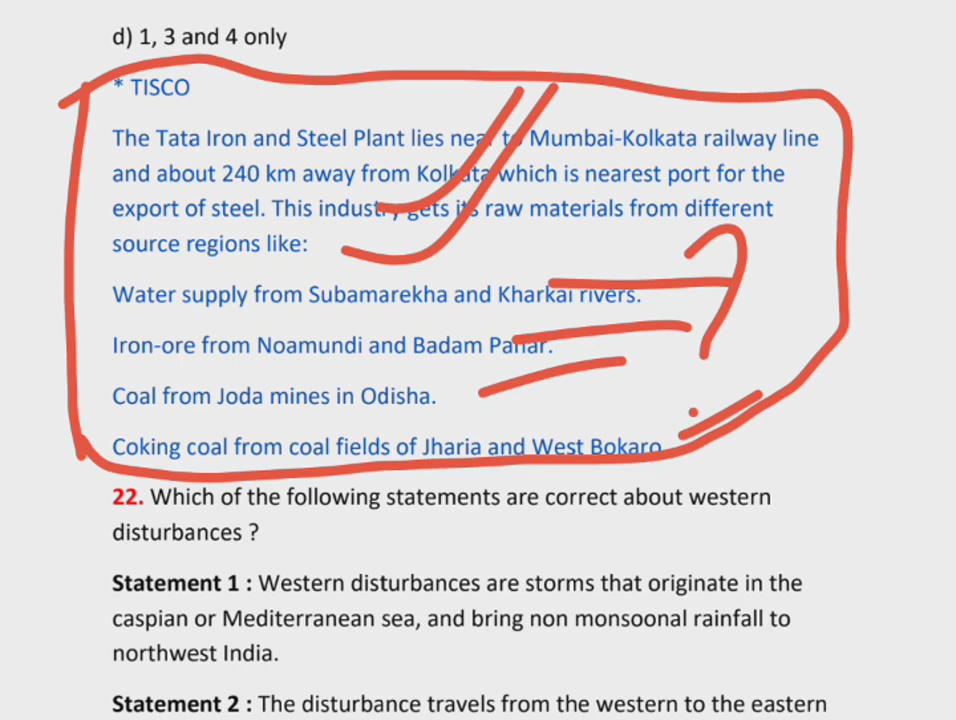 d) 1, 3 and 4 only
* TISCO
The Tata Iron and Steel Plant lies near to Mumbai-Kolkata railway line
and about 240 km away from Kolkata which is nearest port for the
export of steel. This industry gets its raw materials from different
source regions like:
Water supply from Subamarekha and Kharkai rivers.
Iron-ore from Noamundi and Badam Pahar.
Coal from Joda mines in Odisha.
Coking coal from coal fields of Jharia and West Bokaro.
22. Which of the following statements are correct about western
disturbances ?
Statement 1 : Western disturbances are storms that originate in the
caspian or Mediterranean sea, and bring non monsoonal rainfall to
northwest India.
Statement 2 : The disturbance travels from the western to the eastern